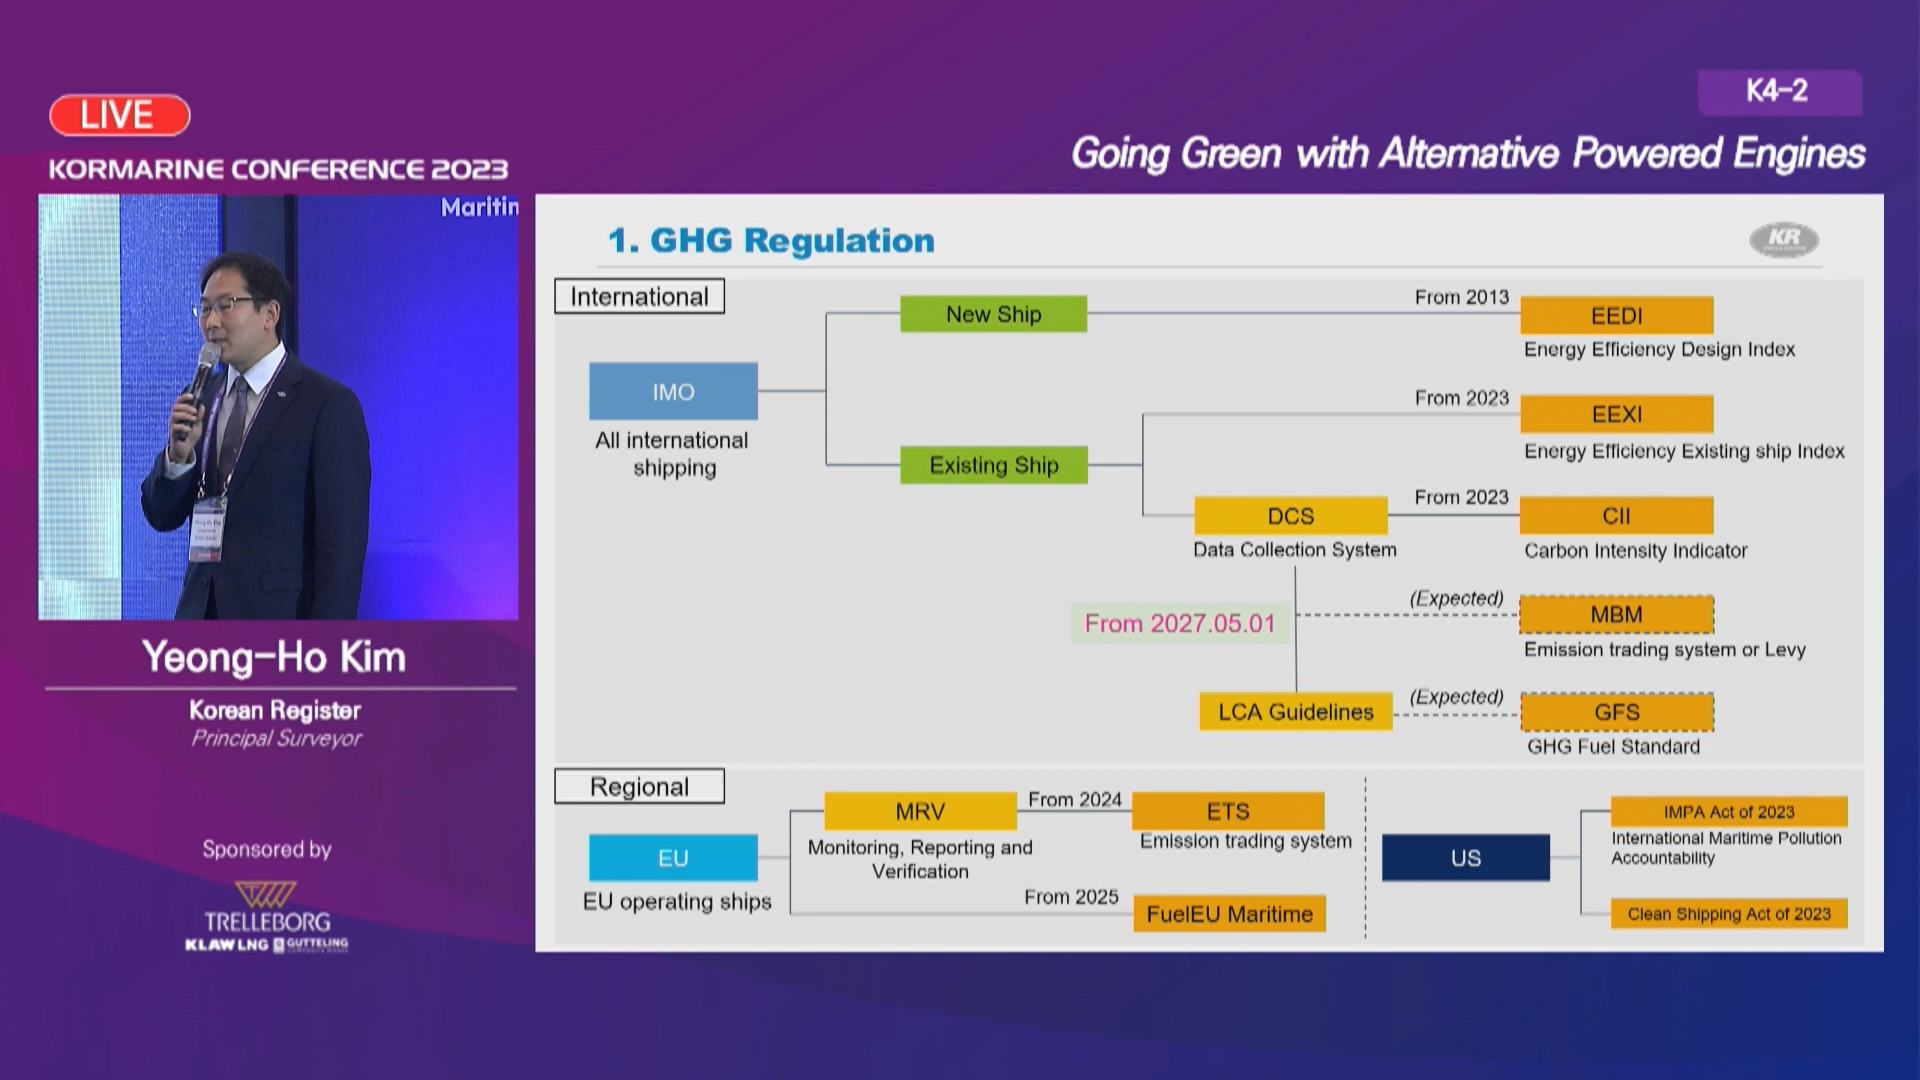 K4-2
LIVE
Going Green with Alternative Powered Engines
KORMARINE CONFERENCE 2023
Maritin
Yeong-Ho Kim
Korean Register
Principal Surveyor
Sponsored by
TRELLEBORG
KLAW LNG
GUTTELING
1. GHG Regulation
KR
International
IMO
All international
shipping
New Ship
From 2013
EEDI
Energy Efficiency Design Index
Existing Ship
From 2023
EEXI
Energy Efficiency Existing ship Index
DCS
Data Collection System
From 2023
CII
Carbon Intensity Indicator
From 2027.05.01
(Expected)
MBM
Emission trading system or Levy
LCA Guidelines
(Expected)
GFS
GHG Fuel Standard
Regional
EU
EU operating ships
MRV
Monitoring, Reporting and
Verification
From 2024
ETS
Emission trading system
From 2025
FuelEU Maritime
US
IMPA Act of 2023
International Maritime Pollution
Accountability
Clean Shipping Act of 2023